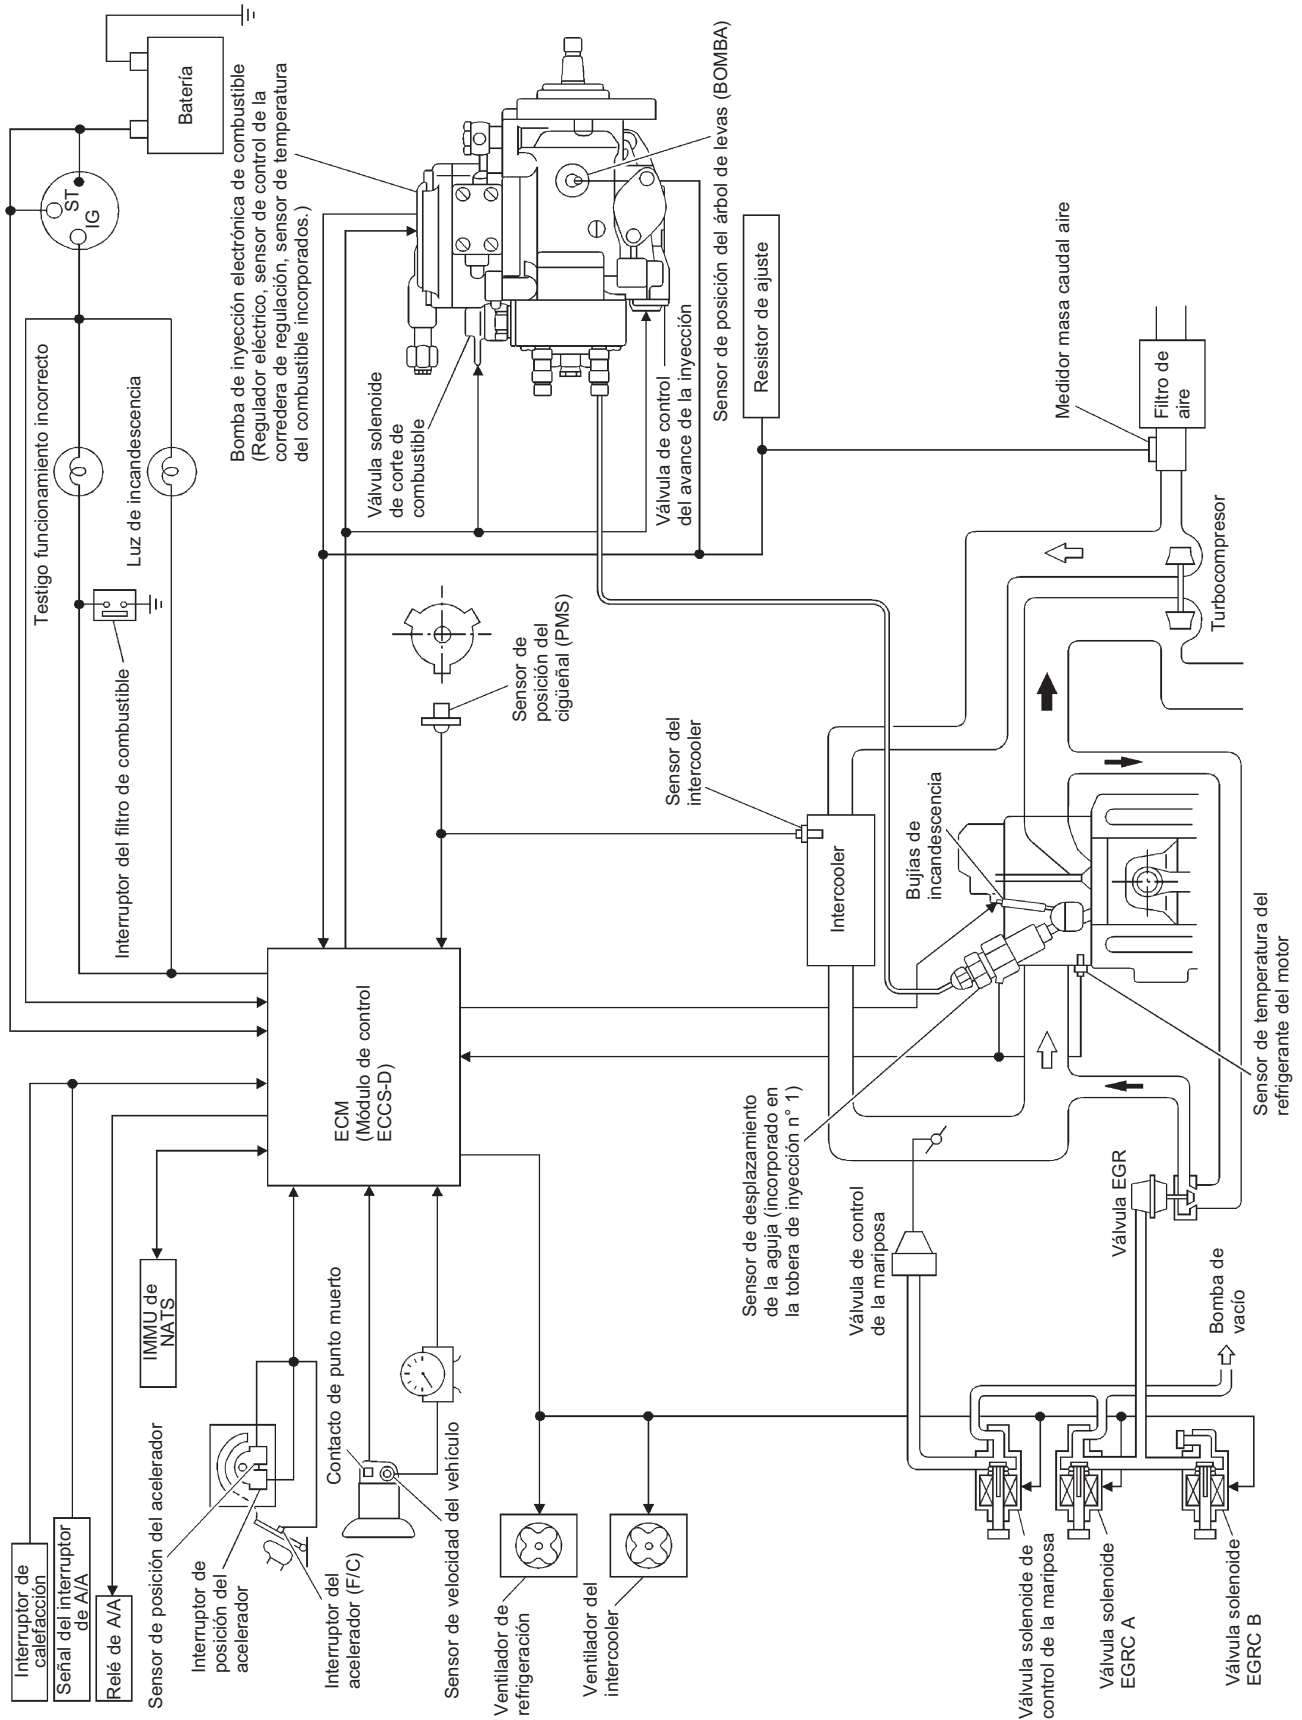 Batería
ST
IG
Testigo funcionamiento incorrecto
Luz de incandescencia
Interruptor del filtro de combustible
Bomba de inyección electrónica de combustible
(Regulador eléctrico, sensor de control de la
corredera de regulación, sensor de temperatura
del combustible incorporados.)
Válvula solenoide
de corte de
combustible
Válvula de control
del avance de la inyección
Sensor de posición del árbol de levas (BOMBA)
Resistor de ajuste
Medidor masa caudal aire
Filtro de
aire
Turbocompresor
Sensor de
posición del
cigüeñal (PMS)
Sensor del
intercooler
Intercooler
Bujías de
incandescencia
Sensor de temperatura del
refrigerante del motor
ECM
(Módulo de control
ECCS-D)
Sensor de desplazamiento
de la aguja (incorporado en
la tobera de inyección n° 1)
Válvula de control
de la mariposa
Válvula EGR
Bomba de
vacío
Interruptor de
calefacción
Señal del interruptor
de A/A
Relé de A/A
IMMU de
NATS
Sensor de posición del acelerador
Interruptor de
posición del
acelerador
Interruptor del
acelerador (F/C)
Contacto de punto muerto
Sensor de velocidad del vehículo
Ventilador de
refrigeración
Ventilador del
intercooler
Válvula solenoide de
control de la mariposa
Válvula solenoide
EGRC A
Válvula solenoide
EGRC B